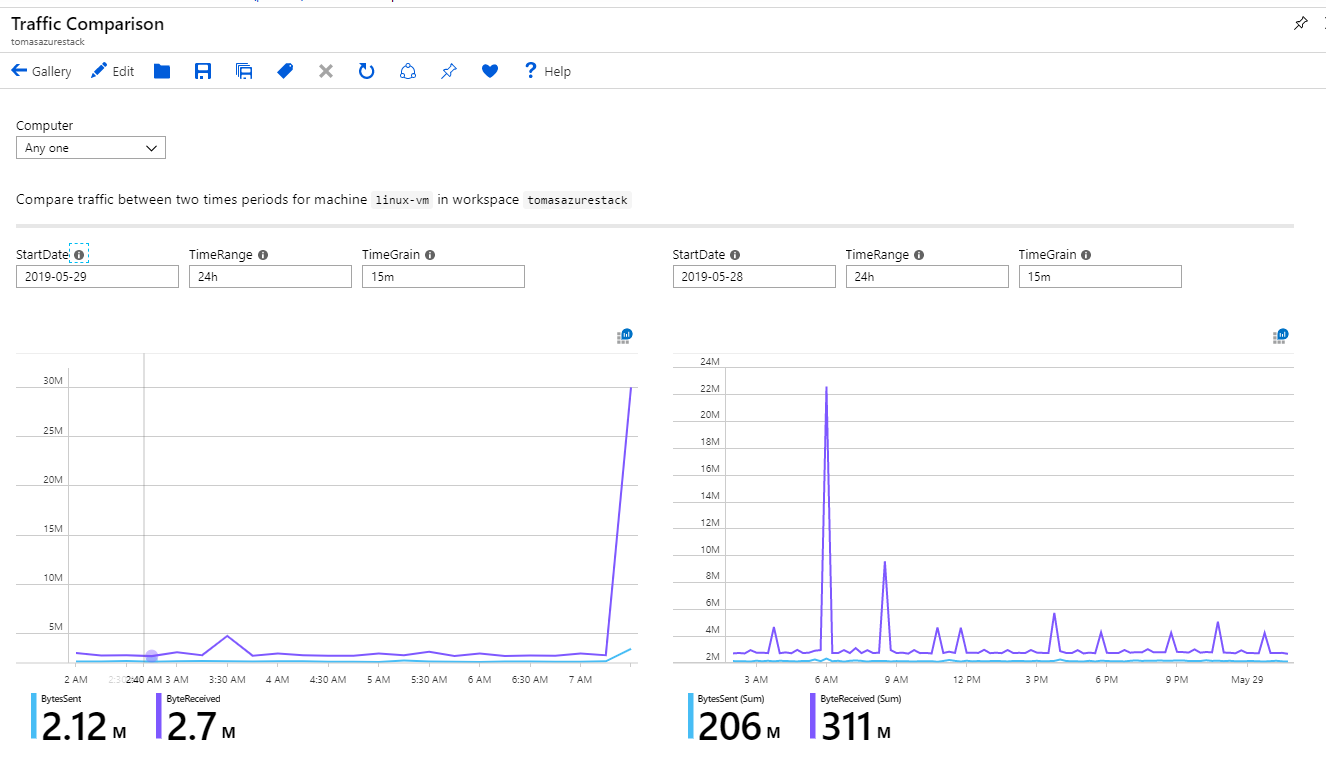 Traffic Comparison
tomasazurestack
Gallery Edit Help
Computer
Any one
Compare traffic between two times periods for machine linux-vm in workspace tomasazurestack
StartDate TimeRange TimeGrain
2019-05-29 24h 15m
30M
25M
20M
15M
10M
5M
2 AM 2:40 AM 3 AM 3:30 AM 4 AM 4:30 AM 5 AM 5:30 AM 6 AM 6:30 AM 7 AM
BytesSent ByteReceived
2.12 M 2.7 M
StartDate TimeRange TimeGrain
2019-05-28 24h 15m
24M
22M
20M
18M
16M
14M
12M
10M
8M
6M
4M
2M
3 AM 6 AM 9 AM 12 PM 3 PM 6 PM 9 PM May 29
BytesSent (Sum) ByteReceived (Sum)
206 M 311 M